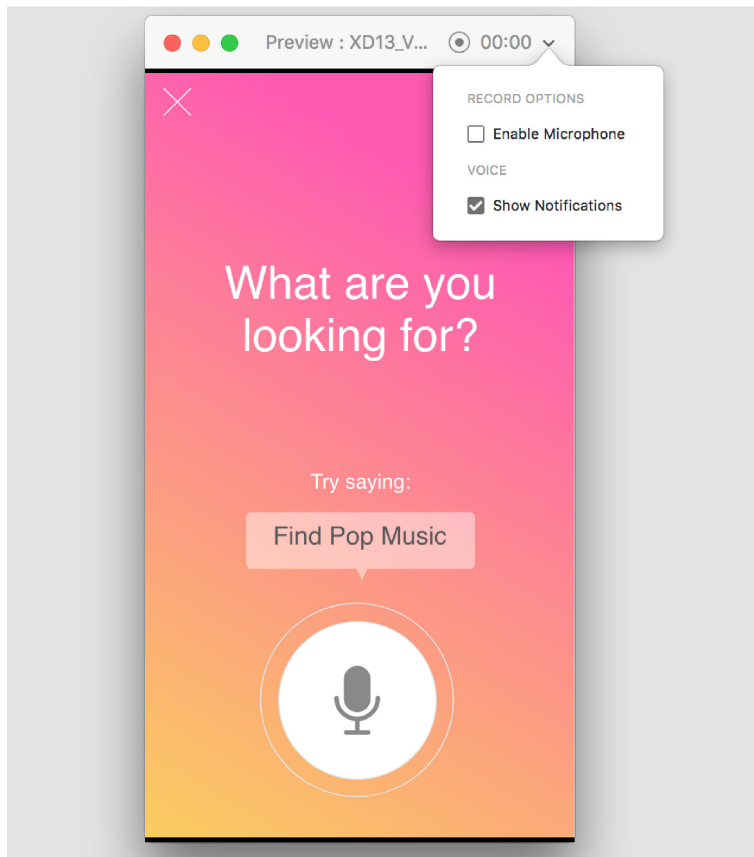 Preview : XD13_V... 00:00
RECORD OPTIONS
Enable Microphone
VOICE
Show Notifications
What are you
looking for?
Try saying:
Find Pop Music